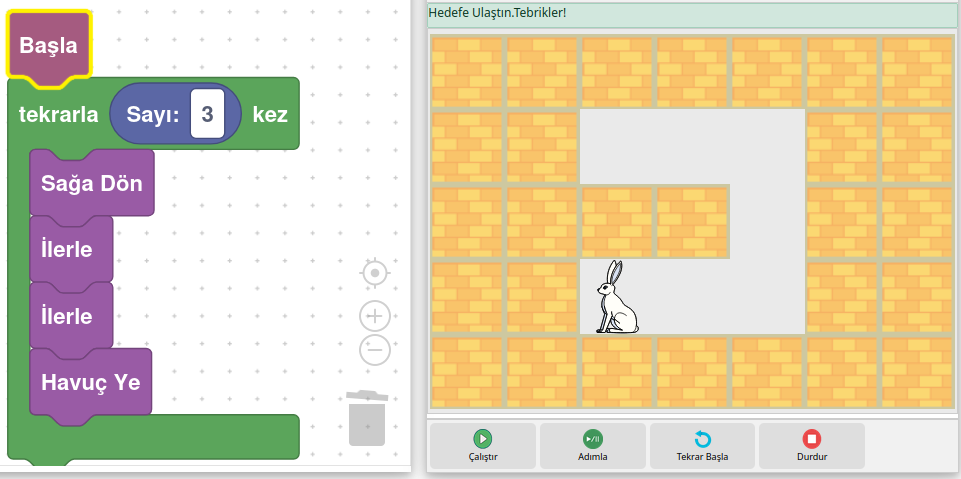 Başla
tekrarla Sayı: 3 kez
Sağa Dön
İlerle
İlerle
Havuç Ye
Hedefe Ulaştın.Tebrikler!
Çalıştır
Adımla
Tekrar Başla
Durdur